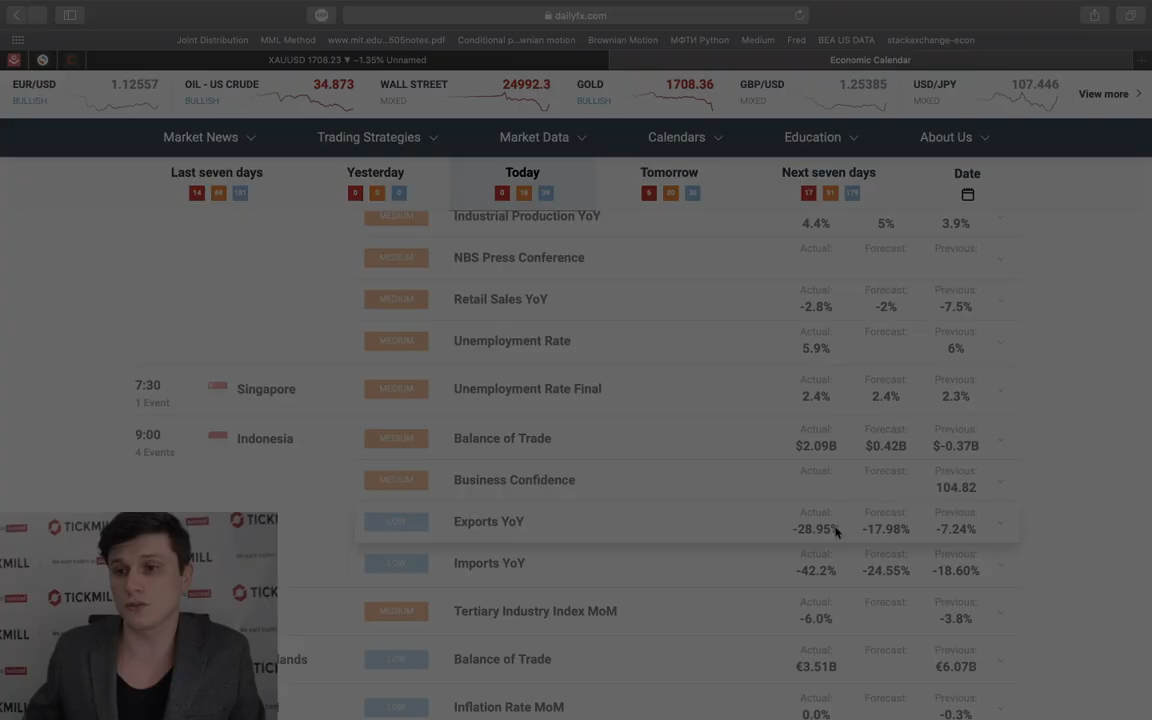 dailyfx.com
Joint Distribution MML Method www.mit.edu...505notes.pdf Conditional p...wnian motion Brownian Motion МФТИ Python Medium Fred BEA US DATA stackexchange-econ
XAUUSD 1708.23 ▼ −1.35% Unnamed Economic Calendar
EUR/USD 1.12557 OIL - US CRUDE 34.873 WALL STREET 24992.3 GOLD 1708.36 GBP/USD 1.25385 USD/JPY 107.446 View more
BULLISH BULLISH MIXED BULLISH MIXED MIXED
Market News Trading Strategies Market Data Calendars Education About Us
Last seven days Yesterday Today Tomorrow Next seven days Date
0 0 0 0 18 6 17 91 179
MEDIUM Industrial Production YoY 4.4% 5% 3.9%
Actual: Forecast: Previous:
MEDIUM NBS Press Conference
Actual: Forecast: Previous:
MEDIUM Retail Sales YoY -2.8% -2% -7.5%
Actual: Forecast: Previous:
MEDIUM Unemployment Rate 5.9% 6%
Actual: Forecast: Previous:
7:30 Singapore MEDIUM Unemployment Rate Final 2.4% 2.4% 2.3%
1 Event
Actual: Forecast: Previous:
9:00 Indonesia MEDIUM Balance of Trade $2.09B $0.42B $-0.37B
4 Events
Actual: Forecast: Previous:
MEDIUM Business Confidence 104.82
Actual: Forecast: Previous:
LOW Exports YoY -28.95% -17.98% -7.24%
Actual: Forecast: Previous:
LOW Imports YoY -42.2% -24.55% -18.60%
Actual: Forecast: Previous:
MEDIUM Tertiary Industry Index MoM -6.0% -3.8%
Actual: Forecast: Previous:
lands LOW Balance of Trade €3.51B €6.07B
Actual: Forecast: Previous:
LOW Inflation Rate MoM 0.0% -0.3%
TICKMILL
TICKMILL